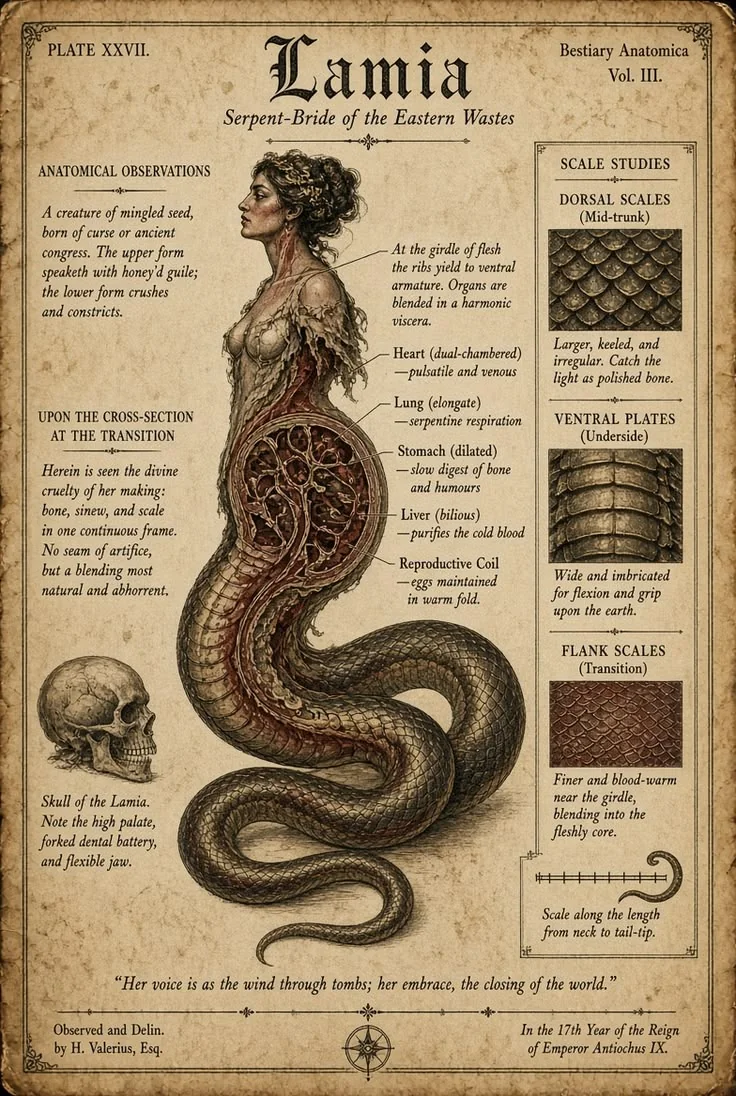 PLATE XXVII.
Lamia
Serpent-Bride of the Eastern Wastes
Bestiary Anatomica
Vol. III.
ANATOMICAL OBSERVATIONS
A creature of mingled seed,
born of curse or ancient
congress. The upper form
speaketh with honey'd guile;
the lower form crushes
and constricts.
UPON THE CROSS-SECTION
AT THE TRANSITION
Herein is seen the divine
cruelty of her making:
bone, sinew, and scale
in one continuous frame.
No seam of artifice,
but a blending most
natural and abhorrent.
Skull of the Lamia.
Note the high palate,
forked dental battery,
and flexible jaw.
At the girdle of flesh
the ribs yield to ventral
armature. Organs are
blended in a harmonic
viscera.
Heart (dual-chambered)
—pulsatile and venous
Lung (elongate)
—serpentine respiration
Stomach (dilated)
—slow digest of bone
and humours
Liver (bilious)
—purifies the cold blood
Reproductive Coil
—eggs maintained
in warm fold.
SCALE STUDIES
DORSAL SCALES
(Mid-trunk)
Larger, keeled, and
irregular. Catch the
light as polished bone.
VENTRAL PLATES
(Underside)
Wide and imbricated
for flexion and grip
upon the earth.
FLANK SCALES
(Transition)
Finer and blood-warm
near the girdle,
blending into the
fleshly core.
Scale along the length
from neck to tail-tip.
"Her voice is as the wind through tombs; her embrace, the closing of the world."
Observed and Delin.
by H. Valerius, Esq.
In the 17th Year of the Reign
of Emperor Antiochus IX.